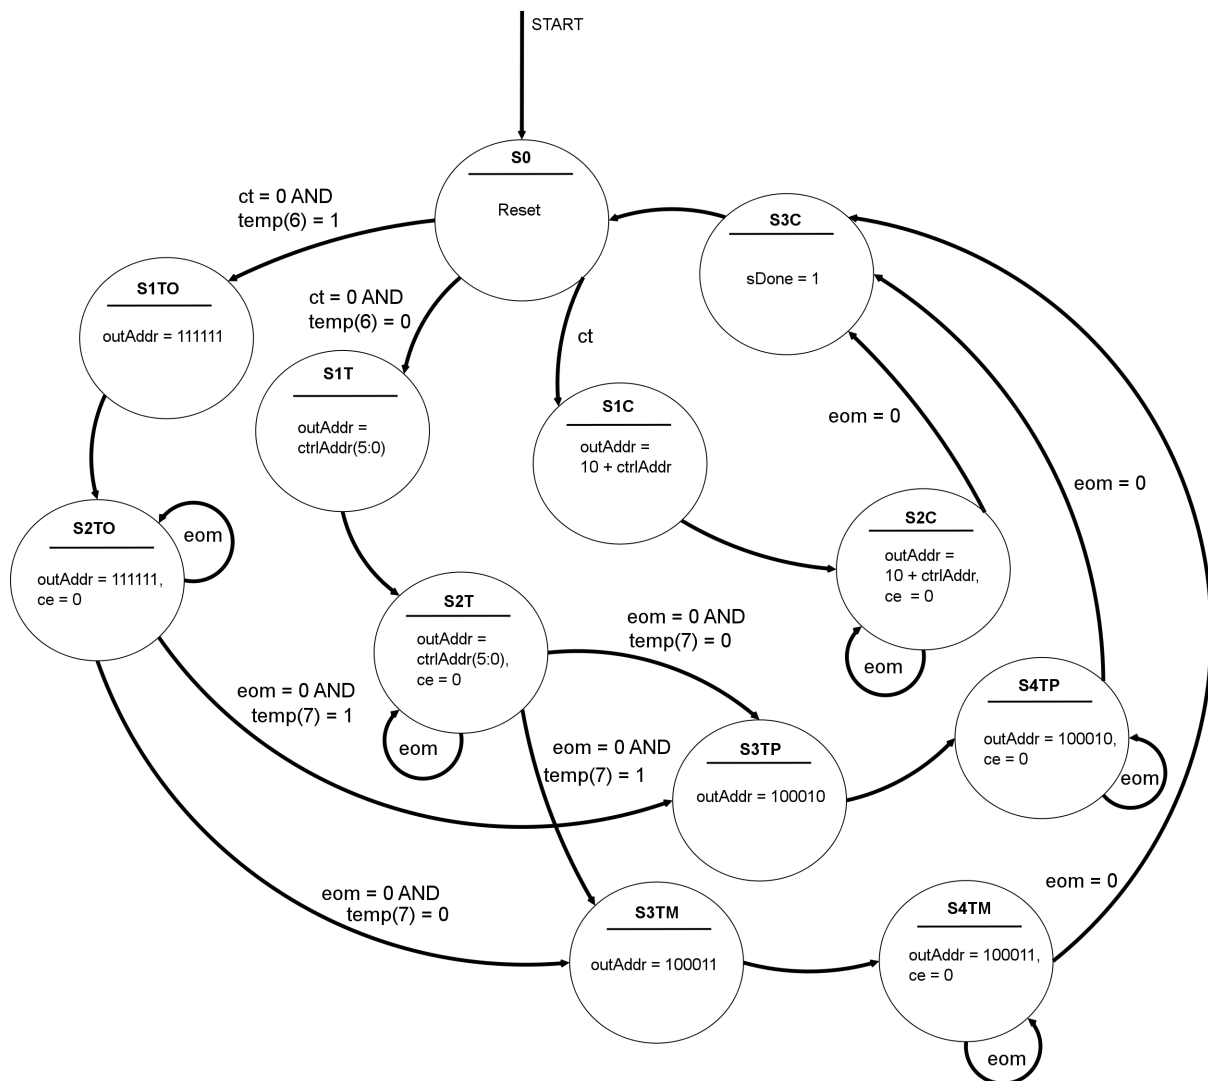 START
S0
Reset
ct = 0 AND
temp(6) = 1
S3C
sDone = 1
S1TO
outAddr = 111111
ct = 0 AND
temp(6) = 0
ct
S1T
outAddr =
ctrlAddr(5:0)
S1C
outAddr =
10 + ctrlAddr
eom = 0
eom = 0
S2TO
outAddr = 111111,
ce = 0
eom
S2C
outAddr =
10 + ctrlAddr,
ce  = 0
eom
S2T
outAddr =
ctrlAddr(5:0),
ce = 0
eom
eom = 0 AND
temp(7) = 0
eom = 0 AND
temp(7) = 1
eom = 0 AND
temp(7) = 1
S3TP
outAddr = 100010
S4TP
outAddr = 100010,
ce = 0
eom
eom = 0 AND
temp(7) = 0
S3TM
outAddr = 100011
S4TM
outAddr = 100011,
ce = 0
eom
eom = 0